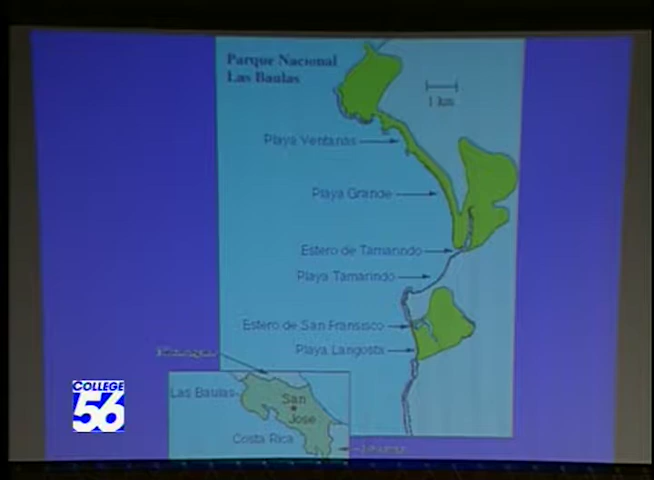 Parque Nacional
Las Baulas
1 km
Playa Ventanas
Playa Grande
Estero de Tamarindo
Playa Tamarindo
Estero de San Fransisco
Playa Langosta
Las Baulas
San
Jose
Costa Rica
COLLEGE
56